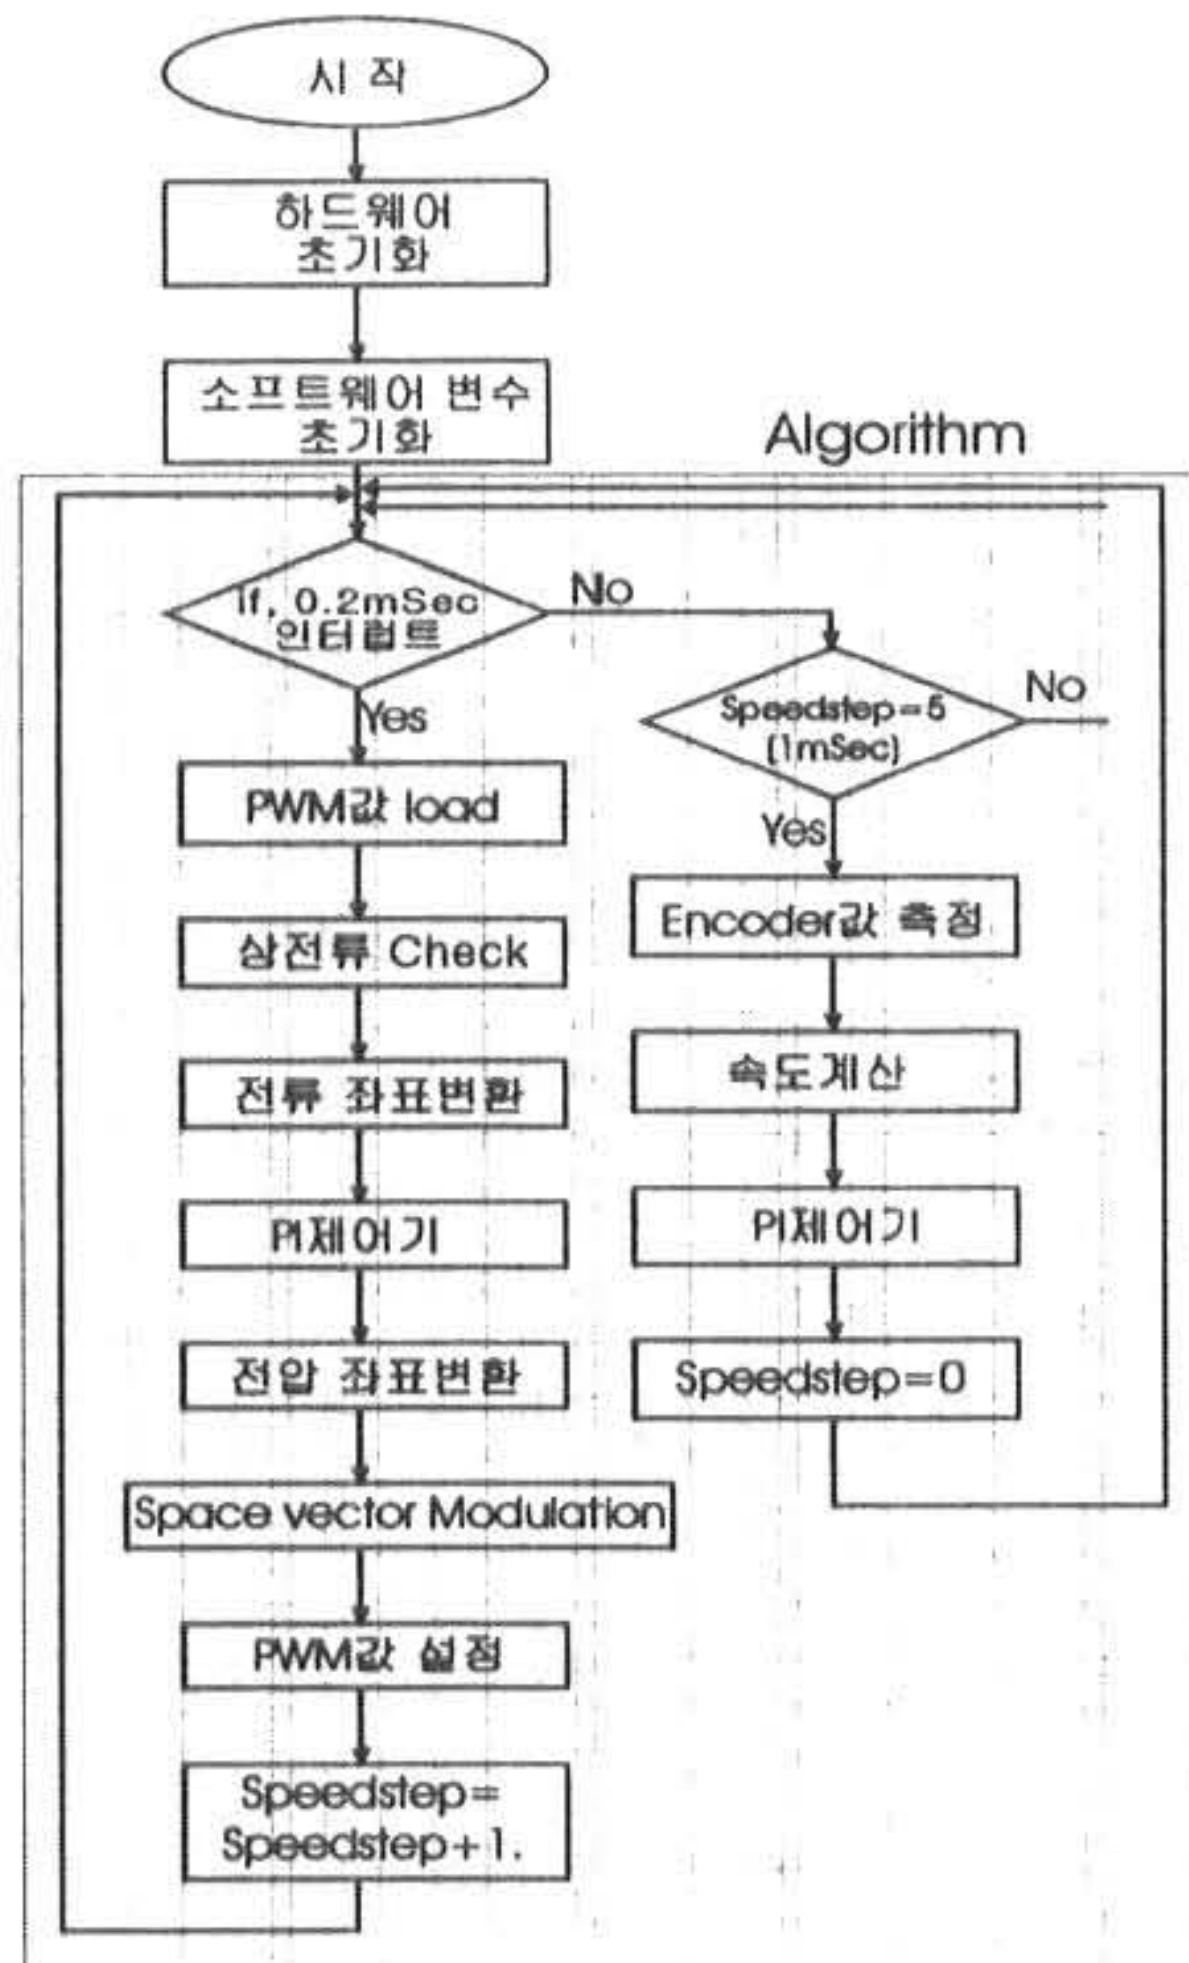 시 작
하드웨어
초기화
소프트웨어 변수
초기화
Algorithm
if, 0.2mSec
인터럽트
No
Yes
Speedstep=5
(1mSec)
No
Yes
PWM값 load
상전류 Check
전류 좌표변환
PI제어기
전압 좌표변환
Space vector Modulation
PWM값 설정
Speedstep=
Speedstep+1.
Encoder값 측정
속도계산
PI제어기
Speedstep=0